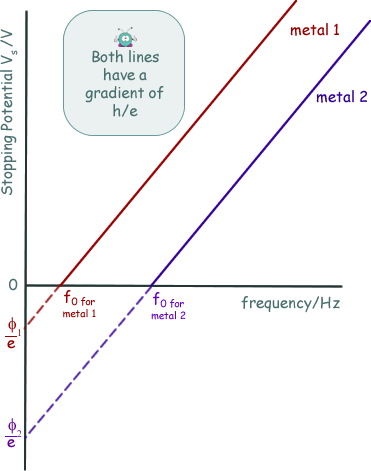 Stopping Potential Vs /V
Both lines
have a
gradient of
h/e
metal 1
metal 2
0
f0 for
metal 1
f0 for
metal 2
frequency/Hz
ϕ1
e
ϕ2
e